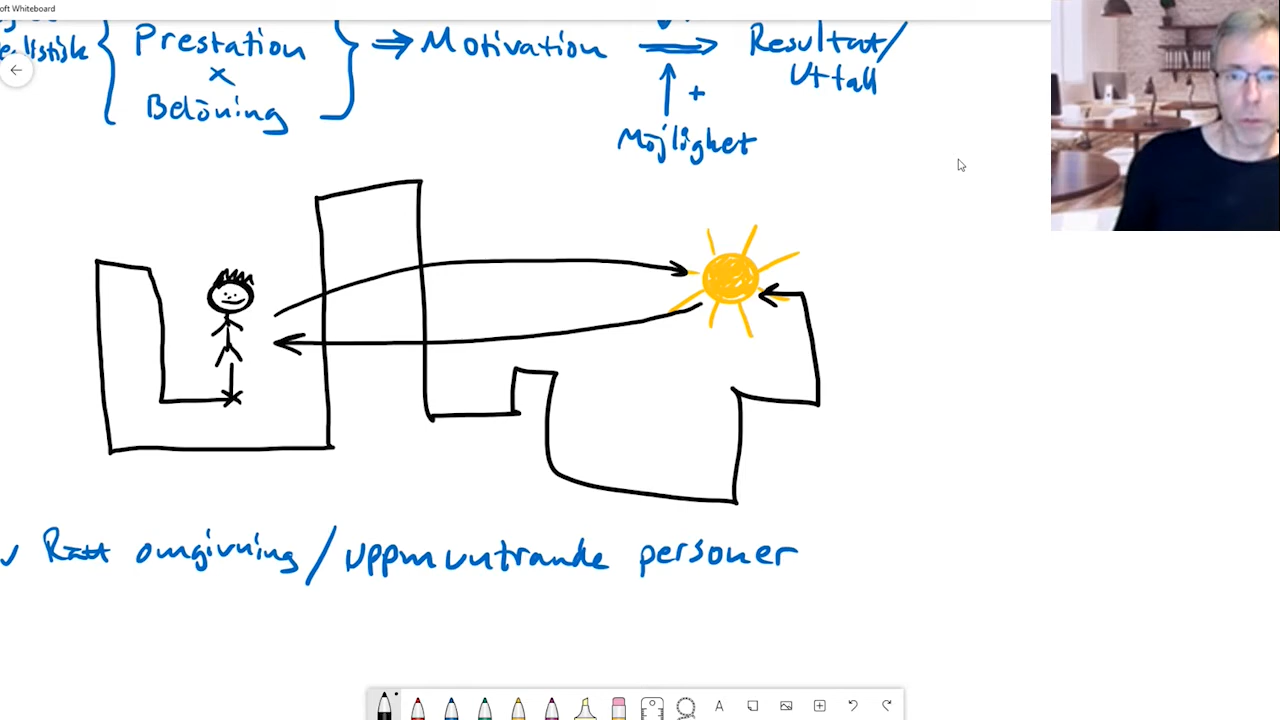 oft Whiteboard
Prestation ⇒ Motivation ⇒ Resultat/
×
Utfall
Belöning
+
Möjlighet
Rätt omgivning/uppmuntrande personer
A